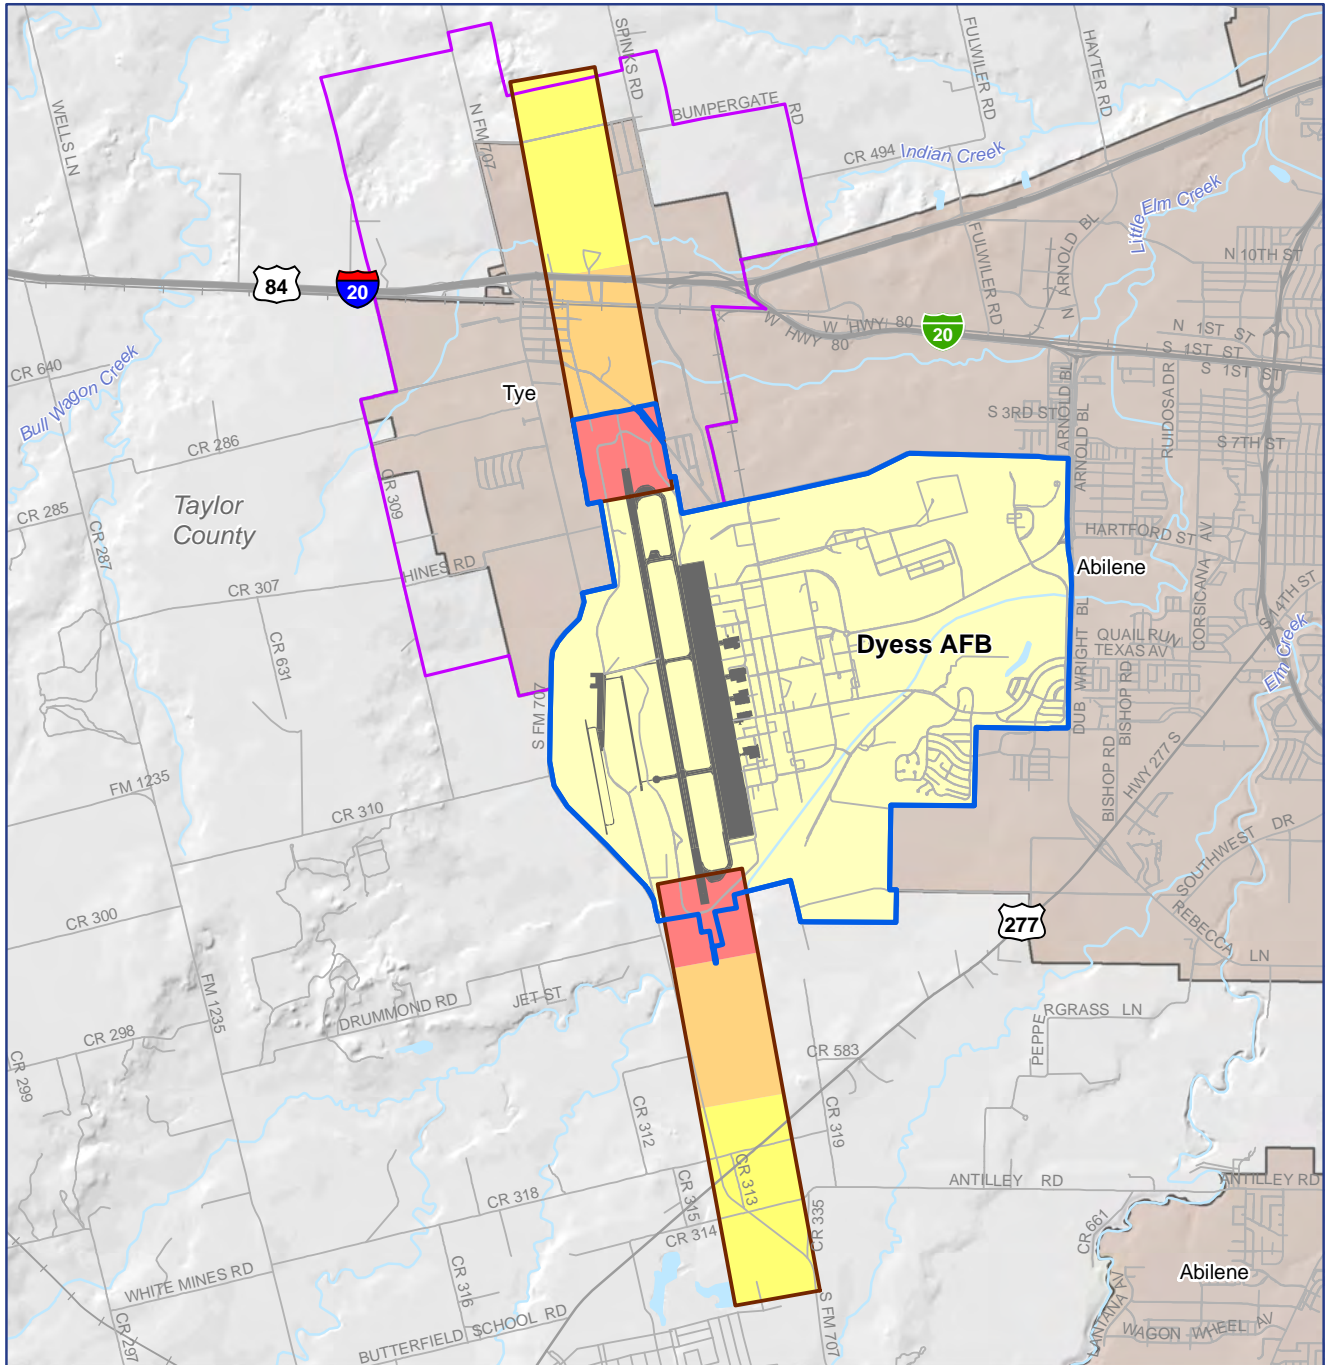 SPINKS RD
FULWILER RD
HAYTER RD
WELLS LN
N FM 707
BUMPERGATE RD
CR 494
Indian Creek
Little Elm Creek
ARNOLD BL
N
N 10TH ST
FULWILER RD
84
20
W HWY 80
W HWY 80
20
N 1ST ST
S 1ST ST
S 1ST ST
CR 640
Bull Wagon Creek
Tye
S 3RD ST
ARNOLD BL
ARNOLD BL
RUIDOSA DR
S 7TH ST
CR 286
CR 309
Taylor
County
CR 285
CR 287
HARTFORD ST
CORSICANA AV
Abilene
HINES RD
CR 307
CR 631
S 14TH ST
Dyess AFB
DUB WRIGHT BL
QUAIL RUN
TEXAS AV
BISHOP RD
Elm Creek
S FM 707
BISHOP RD
HWY 277 S
FM 1235
CR 310
SOUTHWEST DR
CR 300
277
REBECCA LN
FM 1235
DRUMMOND RD
JET ST
CR 298
CR 299
PEPPERGRASS LN
CR 583
CR 312
CR 319
CR 313
ANTILLEY RD
ANTILLEY RD
CR 318
CR 315
CR 314
CR 335
CR 661
WHITE MINES RD
CR 316
Abilene
CR 297
BUTTERFIELD SCHOOL RD
S FM 707
LANTANA AV
WAGON WHEEL AV